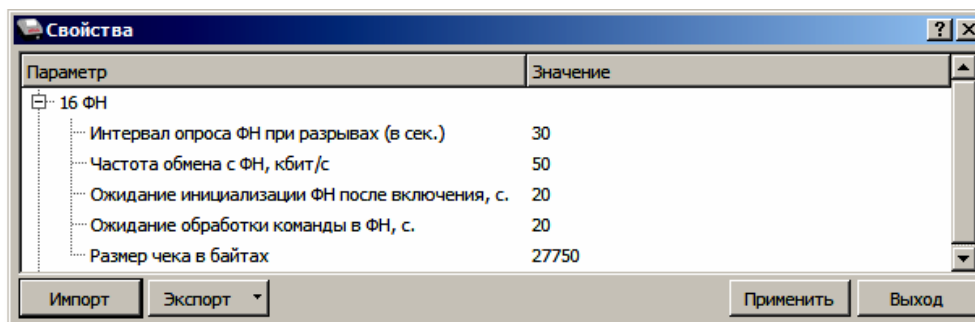 Свойства
Параметр Значение
16 ФН
Интервал опроса ФН при разрывах (в сек.) 30
Частота обмена с ФН, кбит/с 50
Ожидание инициализации ФН после включения, с. 20
Ожидание обработки команды в ФН, с. 20
Размер чека в байтах 27750
Импорт Экспорт Применить Выход